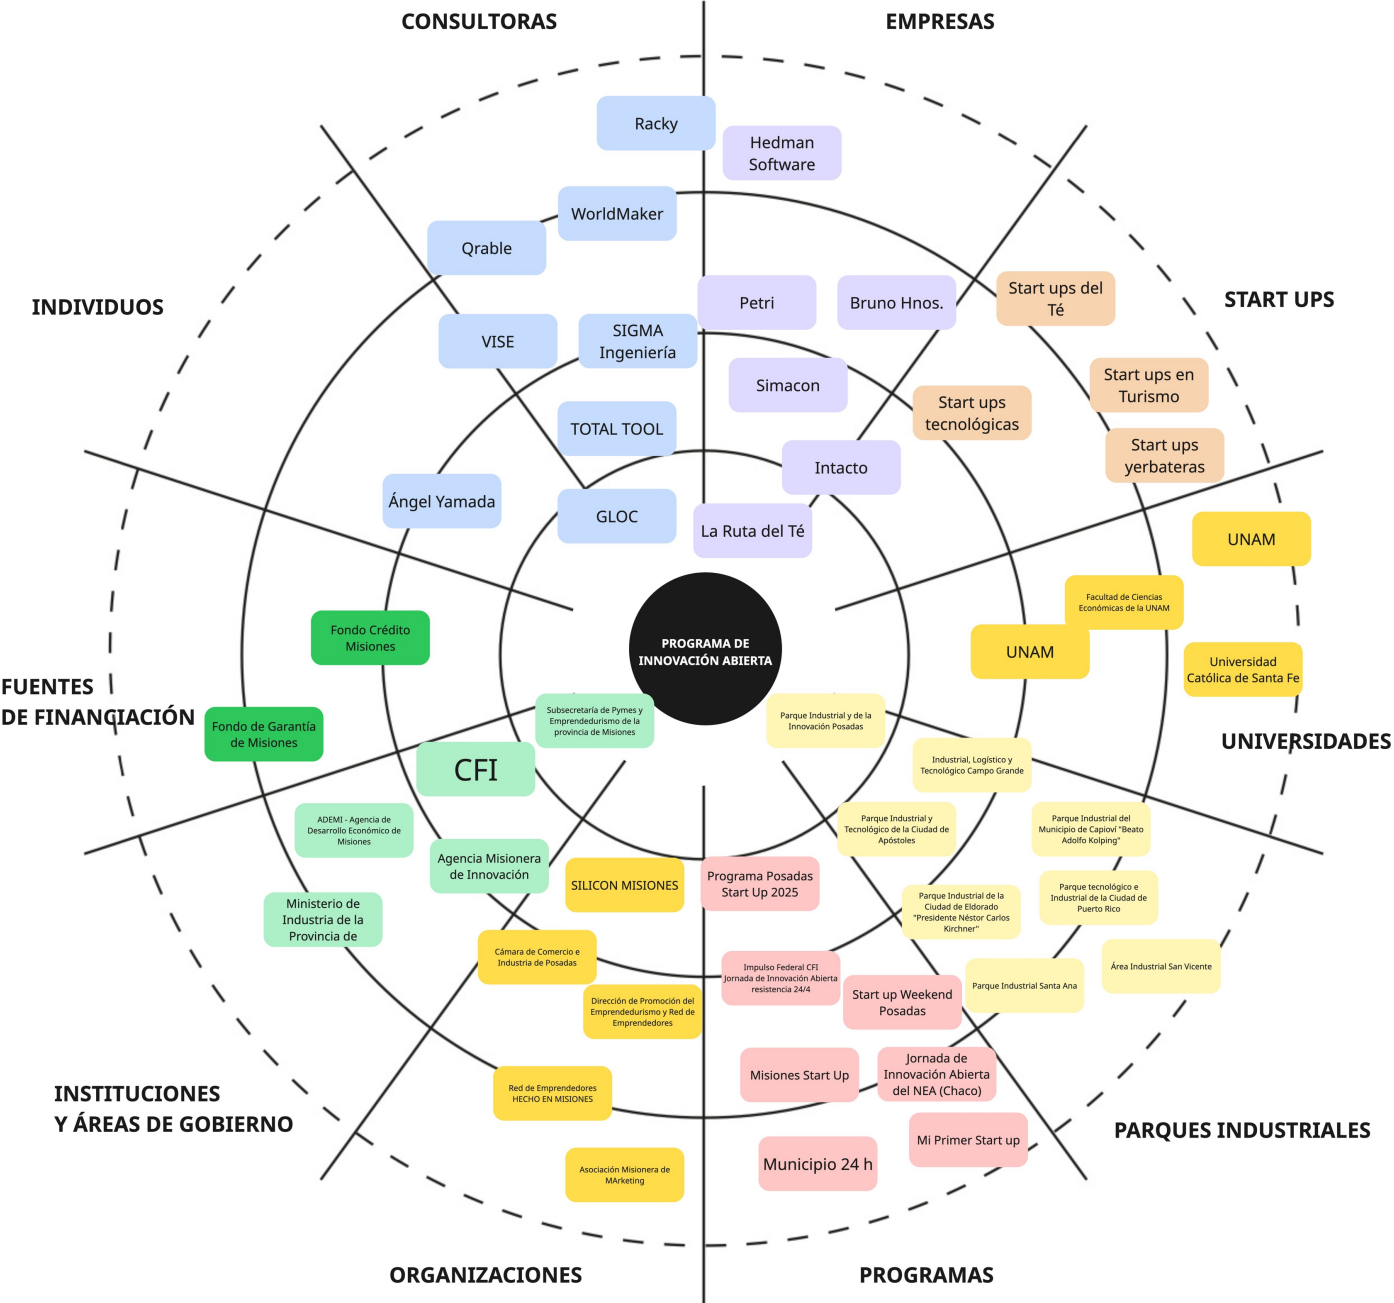 CONSULTORAS
EMPRESAS
Racky
Hedman
Software
WorldMaker
Qrable
INDIVIDUOS
START UPS
Petri
Bruno Hnos.
Start ups del
Té
VISE
SIGMA
Ingeniería
Simacon
Start ups en
Turismo
Start ups
tecnológicas
TOTAL TOOL
Intacto
Start ups
yerbateras
Ángel Yamada
GLOC
La Ruta del Té
UNAM
Facultad de Ciencias
Económicas de la UNAM
Fondo Crédito
Misiones
PROGRAMA DE
INNOVACIÓN ABIERTA
UNAM
Universidad
Católica de Santa Fe
FUENTES
DE FINANCIACIÓN
Fondo de Garantía
de Misiones
Subsecretaría de Pymes y
Emprendedurismo de la
provincia de Misiones
Parque Industrial y de la
Innovación Posadas
UNIVERSIDADES
CFI
Industrial, Logístico y
Tecnológico Campo Grande
ADEMI - Agencia de
Desarrollo Económico de
Misiones
Parque Industrial y
Tecnológico de la Ciudad de
Apóstoles
Parque Industrial del
Municipio de Capioví "Beato
Adolfo Kolping"
Agencia Misionera
de Innovación
SILICON MISIONES
Programa Posadas
Start Up 2025
Parque tecnológico e
Industrial de la Ciudad de
Puerto Rico
Ministerio de
Industria de la
Provincia de
Parque Industrial de la
Ciudad de Eldorado
"Presidente Néstor Carlos
Kirchner"
Cámara de Comercio e
Industria de Posadas
Impulso Federal CFI
Jornada de Innovación Abierta
resistencia 24/4
Área Industrial San Vicente
Parque Industrial Santa Ana
Start up Weekend
Posadas
Dirección de Promoción del
Emprendedurismo y Red de
Emprendedores
Misiones Start Up
Jornada de
Innovación Abierta
del NEA (Chaco)
Red de Emprendedores
HECHO EN MISIONES
INSTITUCIONES
Y ÁREAS DE GOBIERNO
PARQUES INDUSTRIALES
Mi Primer Start up
Municipio 24 h
Asociación Misionera de
MArketing
ORGANIZACIONES
PROGRAMAS